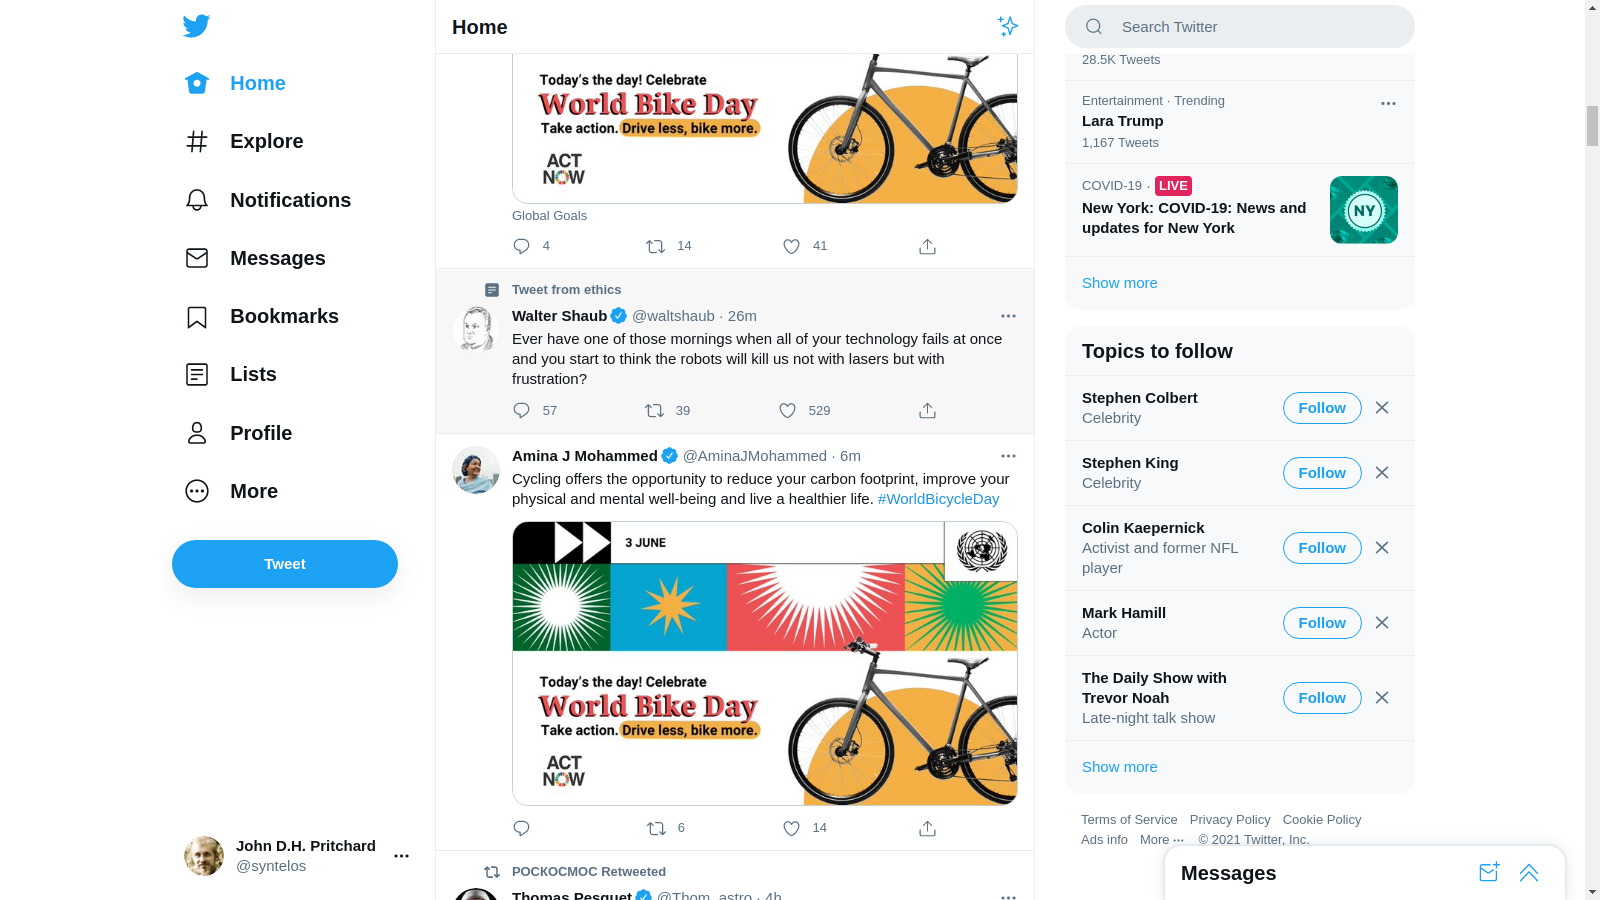 Home
Explore
Notifications
Messages
Bookmarks
Lists
Profile
More
Tweet
John D.H. Pritchard
@syntelos
Home
Today's the day! Celebrate
World Bike Day
Take action. Drive less, bike more.
ACT
NOW
Global Goals
4 14 41
Tweet from ethics
Walter Shaub @waltshaub · 26m
Ever have one of those mornings when all of your technology fails at once
and you start to think the robots will kill us not with lasers but with
frustration?
57 39 529
Amina J Mohammed @AminaJMohammed · 6m
Cycling offers the opportunity to reduce your carbon footprint, improve your
physical and mental well-being and live a healthier life. #WorldBicycleDay
3 JUNE
Today's the day! Celebrate
World Bike Day
Take action. Drive less, bike more.
ACT
NOW
6 14
РОСКОСМОС Retweeted
Thomas Pesquet @Thom_astro · 4h
Search Twitter
28.5K Tweets
Entertainment · Trending
Lara Trump
1,167 Tweets
COVID-19 · LIVE
New York: COVID-19: News and
updates for New York
NY
Show more
Topics to follow
Stephen Colbert
Celebrity
Follow
Stephen King
Celebrity
Follow
Colin Kaepernick
Activist and former NFL
player
Follow
Mark Hamill
Actor
Follow
The Daily Show with
Trevor Noah
Late-night talk show
Follow
Show more
Terms of Service Privacy Policy Cookie Policy
Ads info More ··· © 2021 Twitter, Inc.
Messages